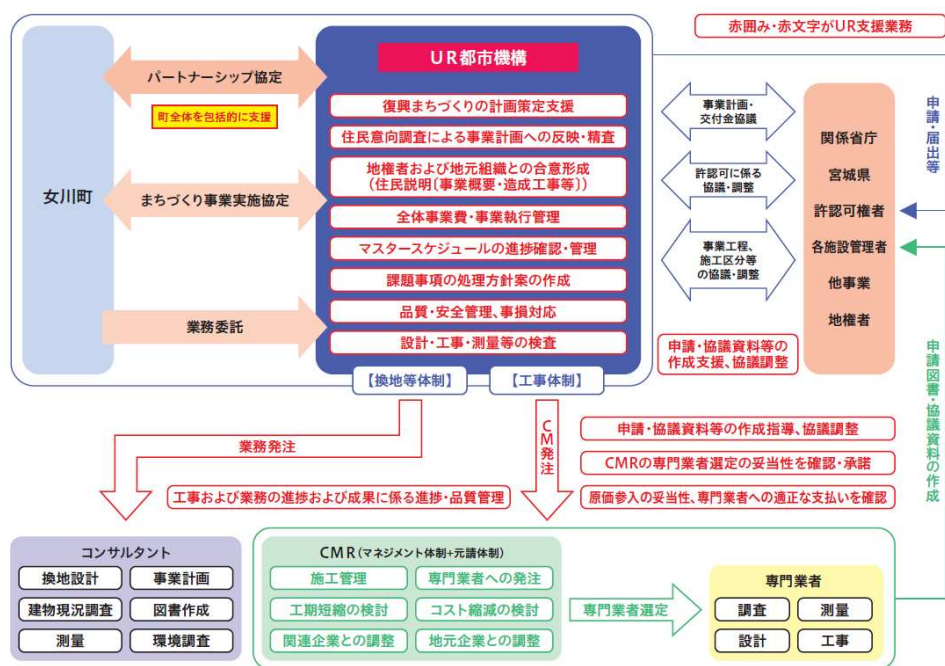 赤囲み・赤文字がUR支援業務
女川町
パートナーシップ協定
町全体を包括的に支援
まちづくり事業実施協定
業務委託
UR都市機構
復興まちづくりの計画策定支援
住民意向調査による事業計画への反映・精査
地権者および地元組織との合意形成
(住民説明〔事業概要・造成工事等〕)
全体事業費・事業執行管理
マスタースケジュールの進捗確認・管理
課題事項の処理方針案の作成
品質・安全管理、事損対応
設計・工事・測量等の検査
【換地等体制】
【工事体制】
事業計画・
交付金協議
許認可に係る
協議・調整
事業工程、
施工区分等
の協議・調整
関係省庁
宮城県
許認可権者
各施設管理者
他事業
地権者
申請・届出等
申請図書・協議資料の作成
申請・協議資料等の
作成支援、協議調整
業務発注
CM発注
工事および業務の進捗および成果に係る進捗・品質管理
申請・協議資料等の作成指導、協議調整
CMRの専門業者選定の妥当性を確認・承諾
原価参入の妥当性、専門業者への適正な支払いを確認
コンサルタント
換地設計
事業計画
建物現況調査
図書作成
測量
環境調査
CMR(マネジメント体制+元請体制)
施工管理
専門業者への発注
工期短縮の検討
コスト縮減の検討
関連企業との調整
地元企業との調整
専門業者選定
専門業者
調査
測量
設計
工事